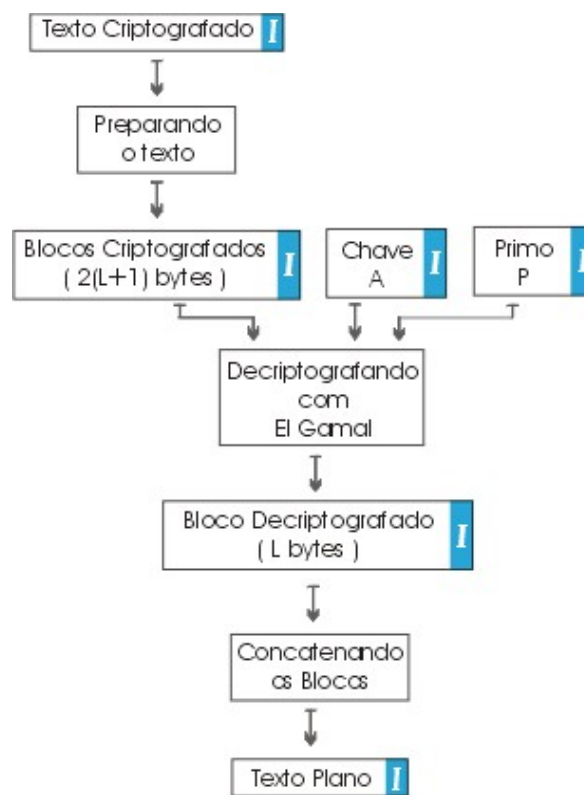 Texto Criptografado I
Preparando
o texto
Blocos Criptografados I
( 2(L+1) bytes )
Chave I
A
Primo I
P
Decriptografando
com
El Gamal
Bloco Decriptografado I
( L bytes )
Concatenando
os Blocos
Texto Plano I